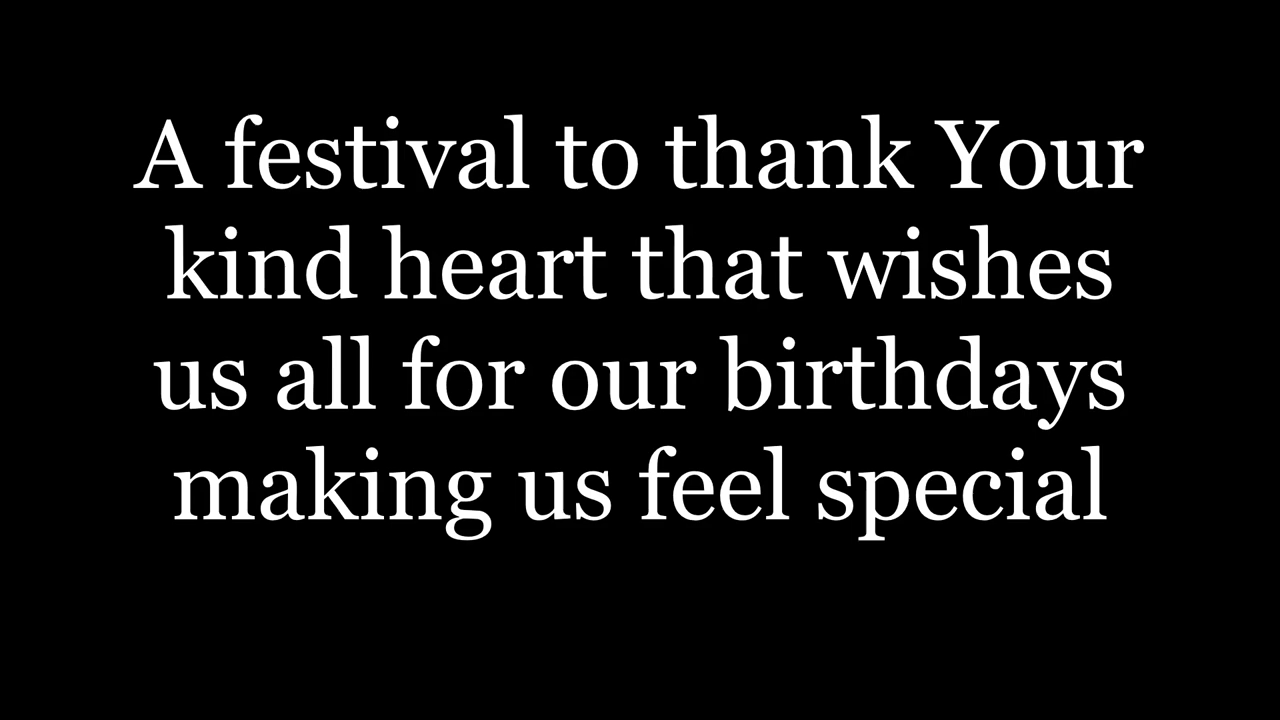 A festival to thank Your
kind heart that wishes
us all for our birthdays
making us feel special